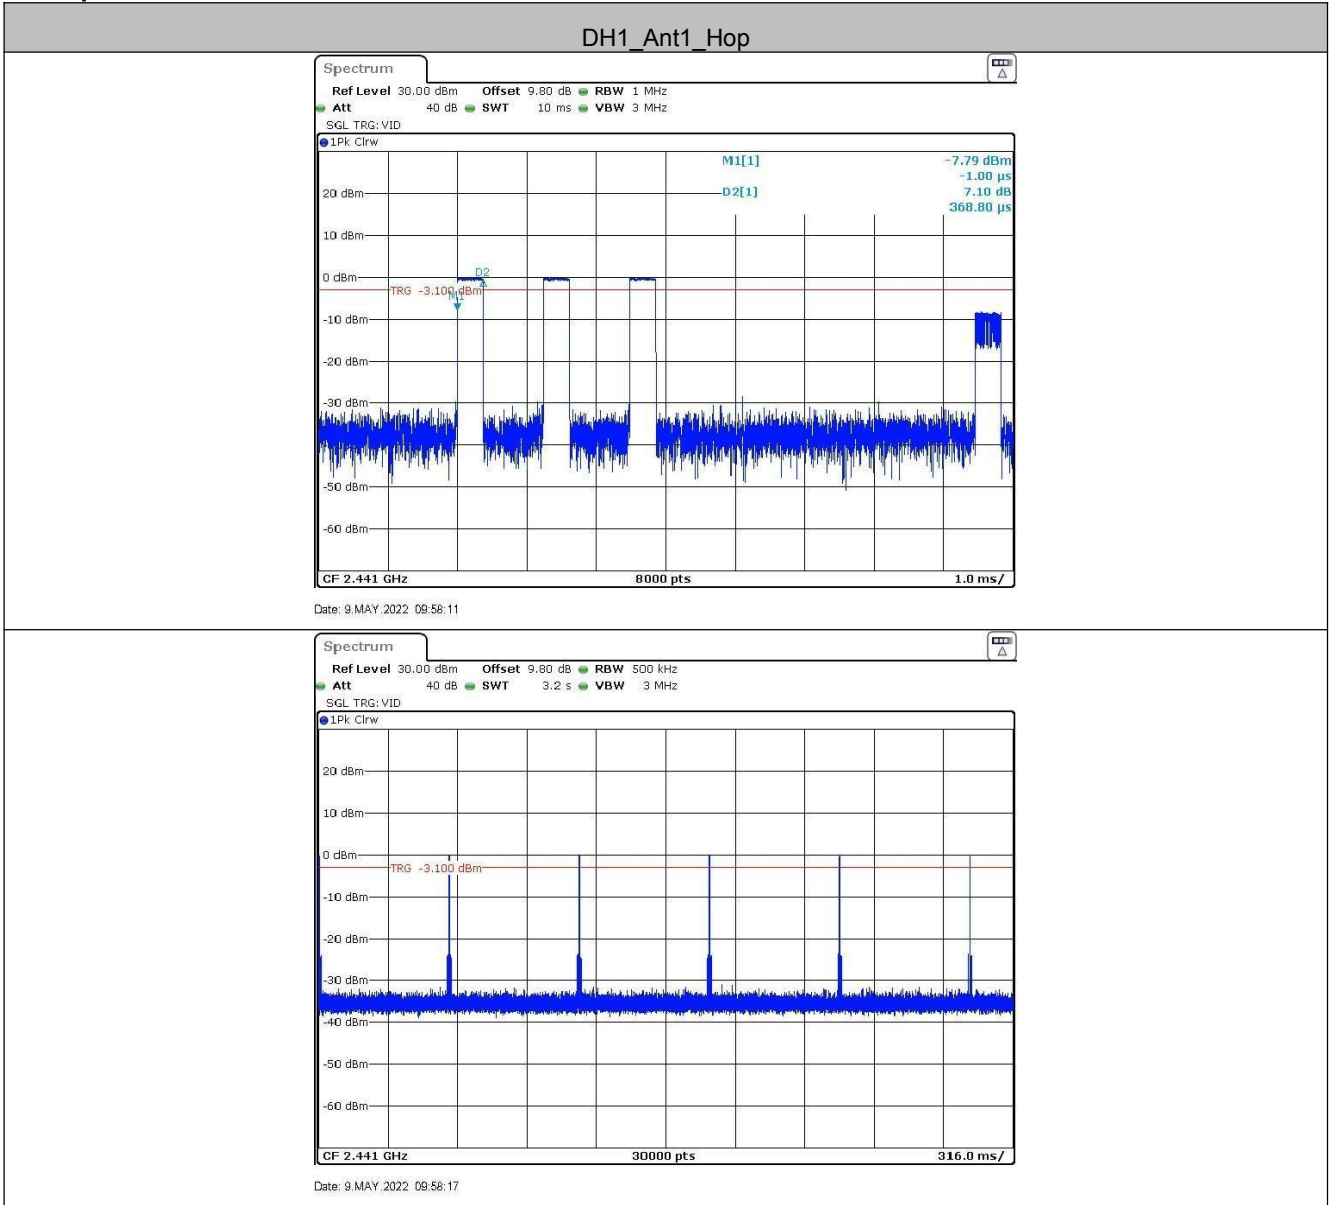 DH1_Ant1_Hop
Spectrum
Ref Level 30.00 dBm Offset 9.80 dB RBW 1 MHz
Att 40 dB SWT 10 ms VBW 3 MHz
SGL TRG: VID
1Pk Clrw
M1[1] -7.79 dBm
-1.00 µs
20 dBm D2[1] 7.10 dB
368.80 µs
10 dBm
0 dBm D2
TRG -3.100 dBm
M1
-10 dBm
-20 dBm
-30 dBm
-50 dBm
-60 dBm
CF 2.441 GHz 8000 pts 1.0 ms/
Date: 9.MAY.2022 09:58:11
Spectrum
Ref Level 30.00 dBm Offset 9.80 dB RBW 500 kHz
Att 40 dB SWT 3.2 s VBW 3 MHz
SGL TRG: VID
1Pk Clrw
20 dBm
10 dBm
0 dBm
TRG -3.100 dBm
-10 dBm
-20 dBm
-30 dBm
-40 dBm
-50 dBm
-60 dBm
CF 2.441 GHz 30000 pts 316.0 ms/
Date: 9.MAY.2022 09:58:17